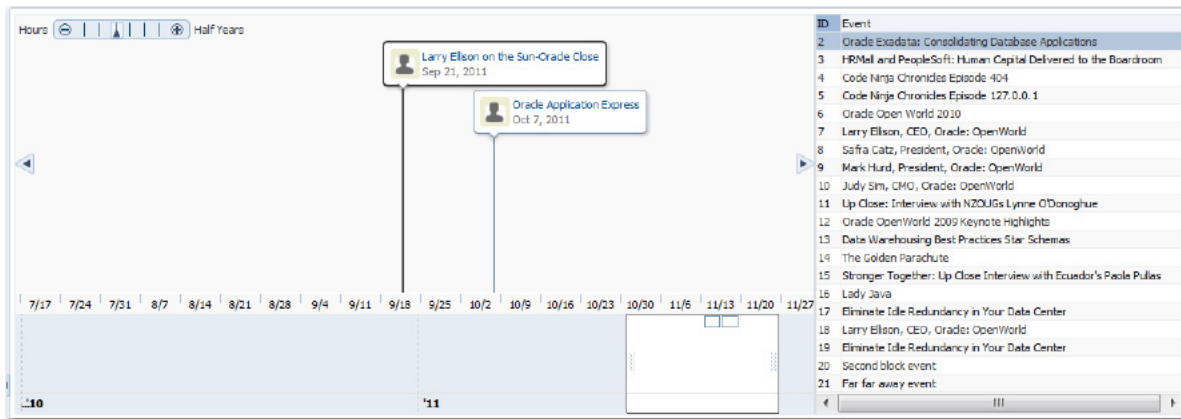 Hours
Half Years
Larry Ellison on the Sun-Oracle Close
Sep 21, 2011
Oracle Application Express
Oct 7, 2011
7/17 7/24 7/31 8/7 8/14 8/21 8/28 9/4 9/11 9/18 9/25 10/2 10/9 10/16 10/23 10/30 11/6 11/13 11/20 11/27
'10 '11
ID Event
2 Oracle Exadata: Consolidating Database Applications
3 HRMall and PeopleSoft: Human Capital Delivered to the Boardroom
4 Code Ninja Chronicles Episode 404
5 Code Ninja Chronicles Episode 127.0.0.1
6 Oracle Open World 2010
7 Larry Ellison, CEO, Oracle: OpenWorld
8 Safra Catz, President, Oracle: OpenWorld
9 Mark Hurd, President, Oracle: OpenWorld
10 Judy Sim, CMO, Oracle: OpenWorld
11 Up Close: Interview with NZOUGs Lynne O'Donoghue
12 Oracle OpenWorld 2009 Keynote Highlights
13 Data Warehousing Best Practices Star Schemas
14 The Golden Parachute
15 Stronger Together: Up Close Interview with Ecuador's Paola Pullas
16 Lady Java
17 Eliminate Idle Redundancy in Your Data Center
18 Larry Ellison, CEO, Oracle: OpenWorld
19 Eliminate Idle Redundancy in Your Data Center
20 Second block event
21 Far far away event